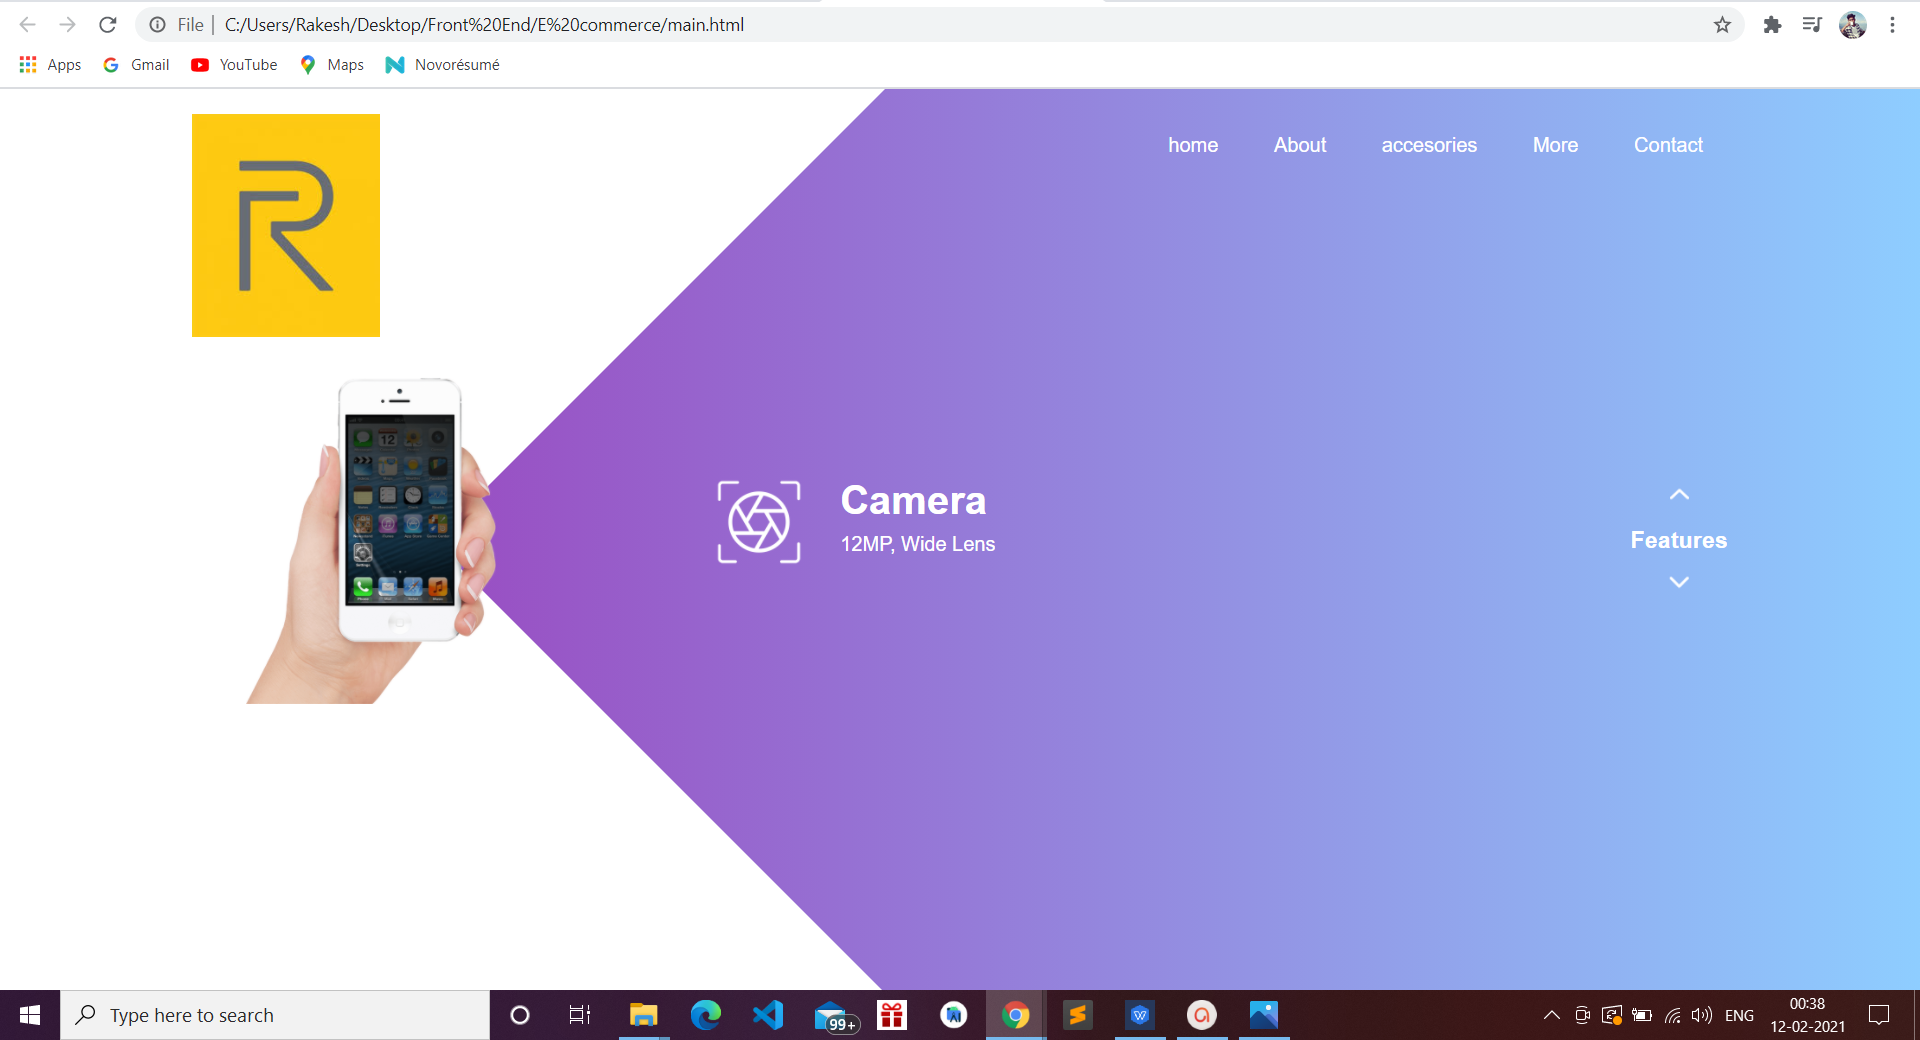 File | C:/Users/Rakesh/Desktop/Front%20End/E%20commerce/main.html
Apps Gmail YouTube Maps Novorésumé
home About accesories More Contact
R
12
Camera
12MP, Wide Lens
Features
Type here to search
99+
ENG
00:38
12-02-2021